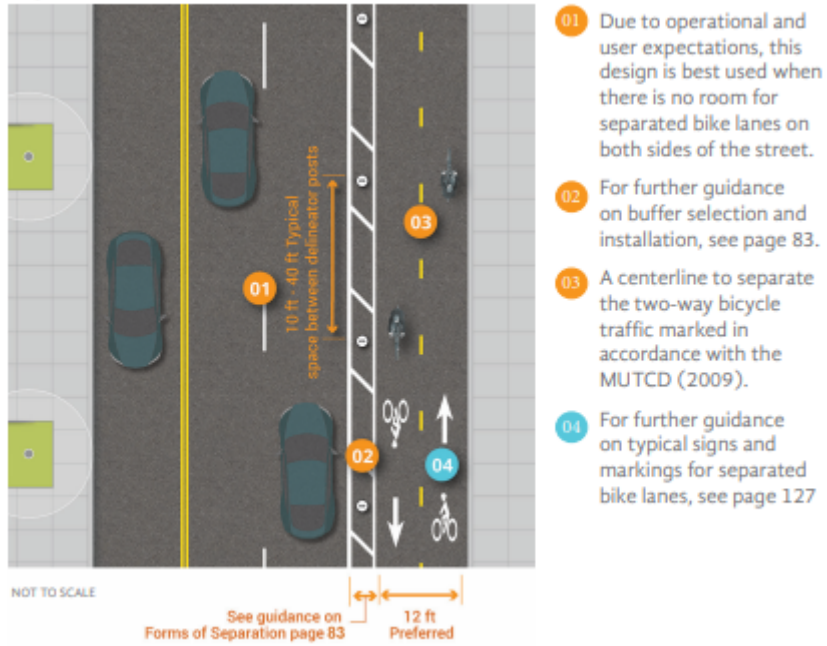 10 ft - 40 ft Typical
space between delineator posts
01
02
03
04
NOT TO SCALE
See guidance on
Forms of Separation page 83
12 ft
Preferred
01
Due to operational and
user expectations, this
design is best used when
there is no room for
separated bike lanes on
both sides of the street.
02
For further guidance
on buffer selection and
installation, see page 83.
03
A centerline to separate
the two-way bicycle
traffic marked in
accordance with the
MUTCD (2009).
04
For further guidance
on typical signs and
markings for separated
bike lanes, see page 127